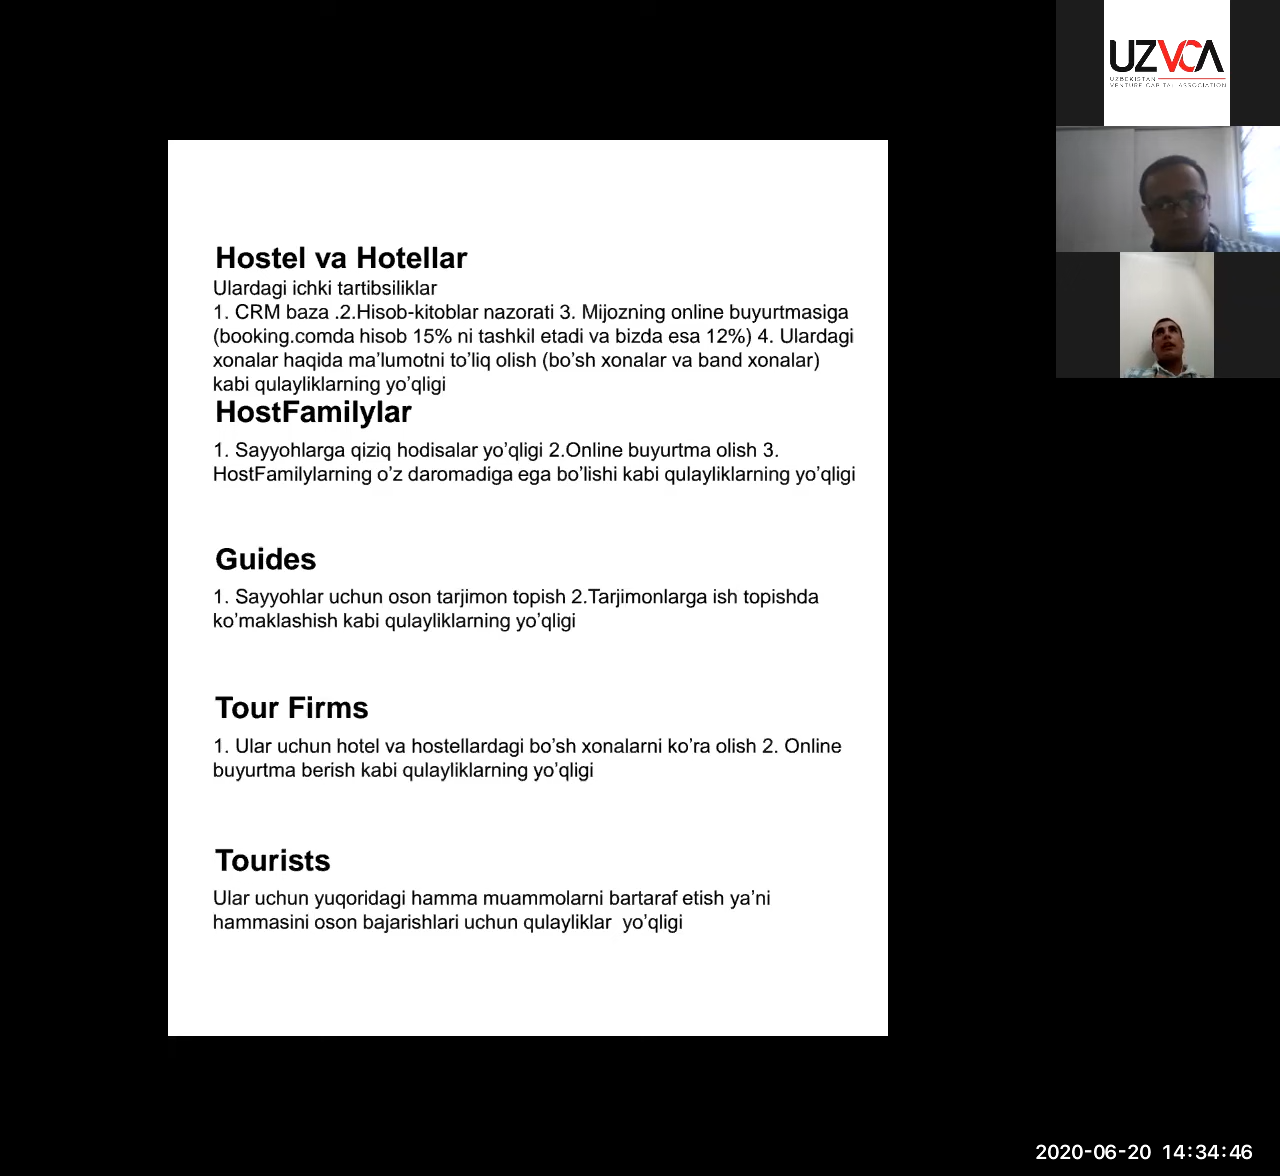 UZVCA
UZBEKISTAN
VENTURE CAPITAL ASSOCIATION
Hostel va Hotellar
Ulardagi ichki tartibsiliklar
1. CRM baza .2.Hisob-kitoblar nazorati 3. Mijozning online buyurtmasiga
(booking.comda hisob 15% ni tashkil etadi va bizda esa 12%) 4. Ulardagi
xonalar haqida ma’lumotni to’liq olish (bo’sh xonalar va band xonalar)
kabi qulayliklarning yo’qligi
HostFamilylar
1. Sayyohlarga qiziq hodisalar yo’qligi 2.Online buyurtma olish 3.
HostFamilylarning o’z daromadiga ega bo’lishi kabi qulayliklarning yo’qligi
Guides
1. Sayyohlar uchun oson tarjimon topish 2.Tarjimonlarga ish topishda
ko’maklashish kabi qulayliklarning yo’qligi
Tour Firms
1. Ular uchun hotel va hostellardagi bo’sh xonalarni ko’ra olish 2. Online
buyurtma berish kabi qulayliklarning yo’qligi
Tourists
Ular uchun yuqoridagi hamma muammolarni bartaraf etish ya’ni
hammasini oson bajarishlari uchun qulayliklar yo’qligi
2020-06-20 14:34:46